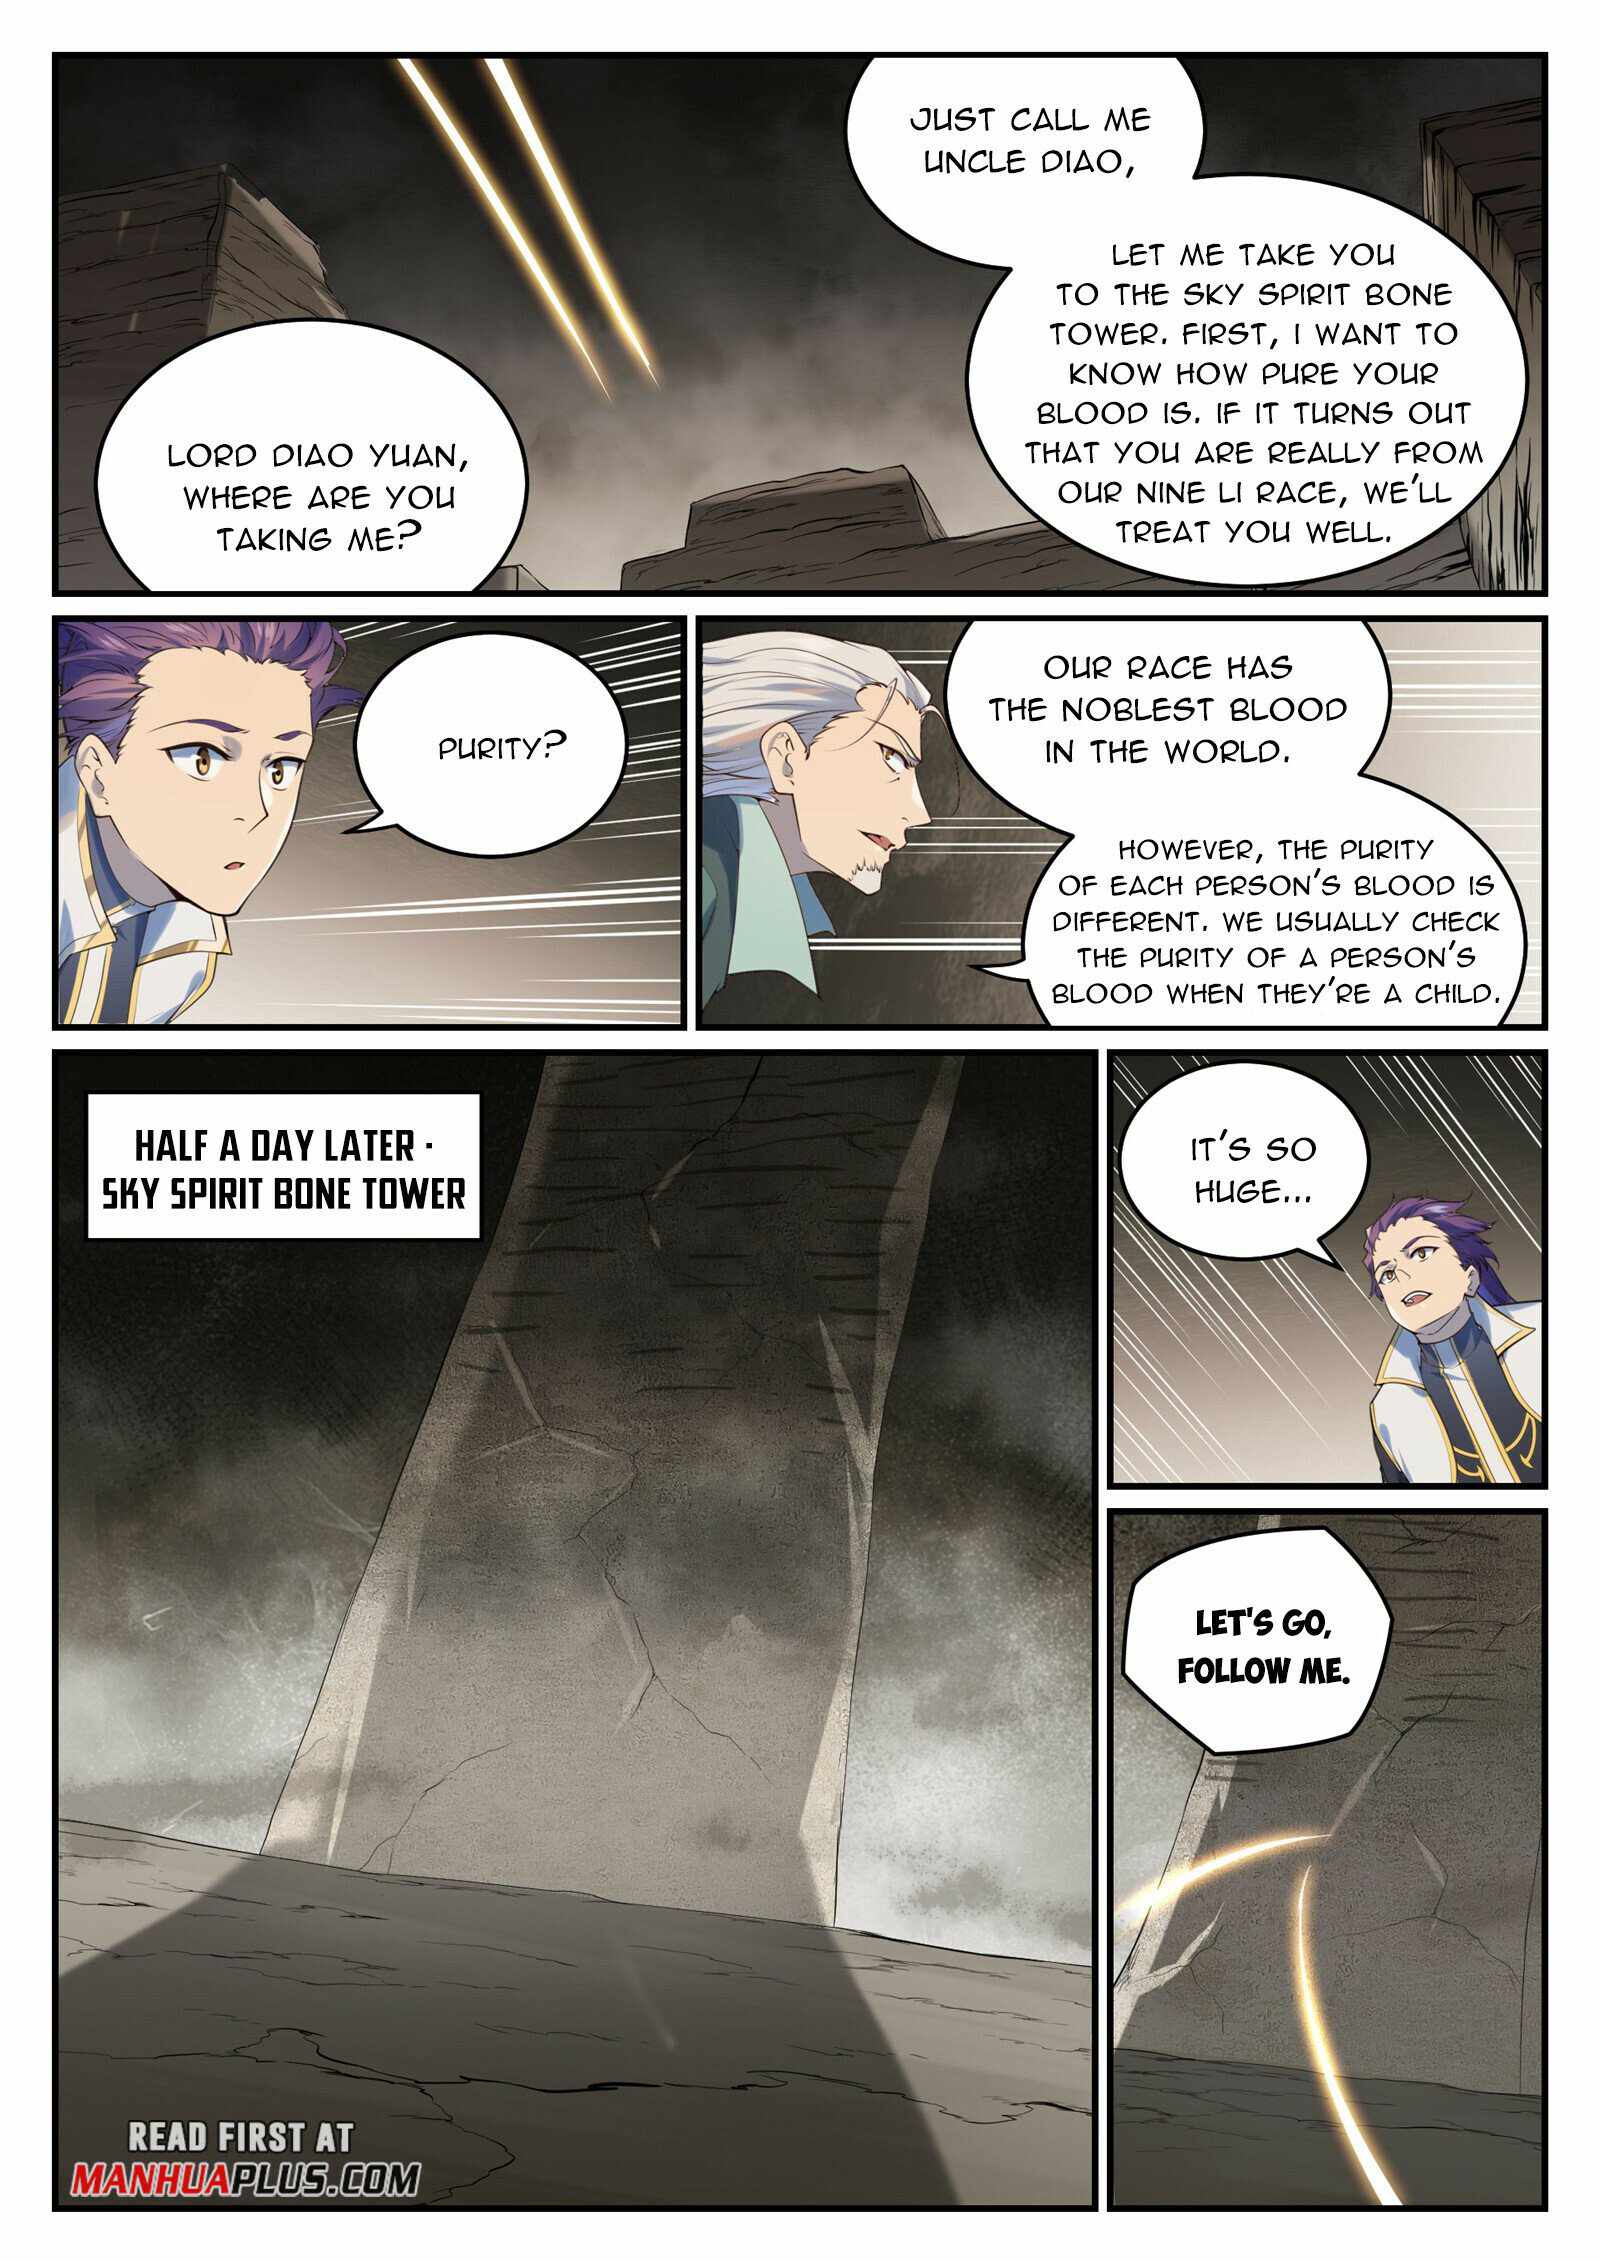 LORD DIAO YUAN,
WHERE ARE YOU
TAKING ME?
JUST CALL ME
UNCLE DIAO,
LET ME TAKE YOU
TO THE SKY SPIRIT BONE
TOWER. FIRST, I WANT TO
KNOW HOW PURE YOUR
BLOOD IS. IF IT TURNS OUT
THAT YOU ARE REALLY FROM
OUR NINE LI RACE, WE'LL
TREAT YOU WELL.
PURITY?
OUR RACE HAS
THE NOBLEST BLOOD
IN THE WORLD.
HOWEVER, THE PURITY
OF EACH PERSON'S BLOOD IS
DIFFERENT. WE USUALLY CHECK
THE PURITY OF A PERSON'S
BLOOD WHEN THEY'RE A CHILD.
HALF A DAY LATER -
SKY SPIRIT BONE TOWER
IT'S SO
HUGE...
LET'S GO,
FOLLOW ME.
READ FIRST AT
MANHUAPLUS.COM